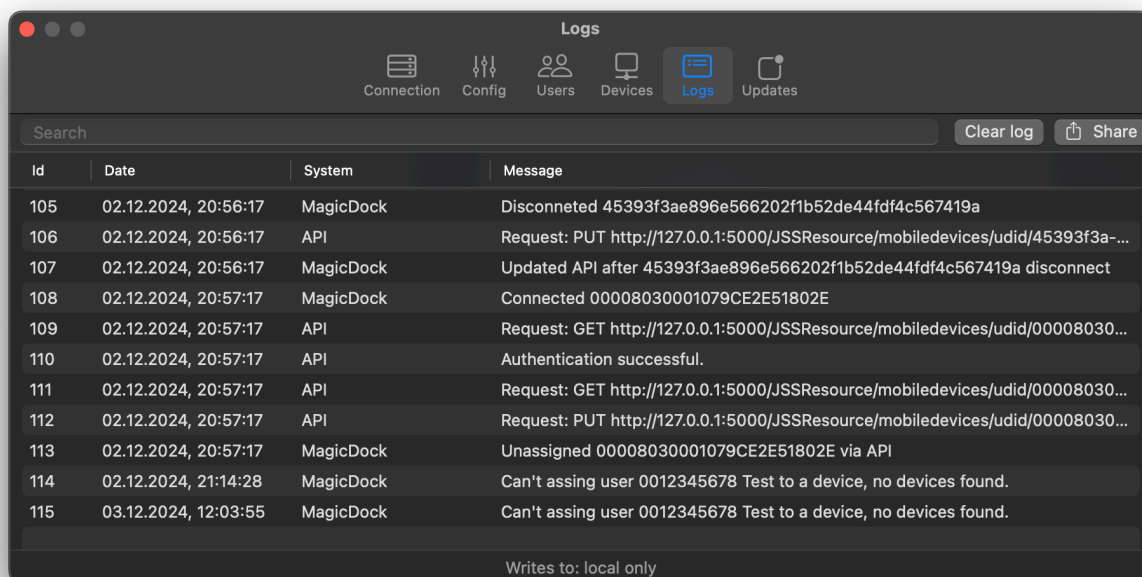 Logs
Connection Config Users Devices Logs Updates
Search Clear log Share
Id Date System Message
105 02.12.2024, 20:56:17 MagicDock Disconneted 45393f3ae896e566202f1b52de44fdf4c567419a
106 02.12.2024, 20:56:17 API Request: PUT http://127.0.0.1:5000/JSSResource/mobiledevices/udid/45393f3a-...
107 02.12.2024, 20:56:17 MagicDock Updated API after 45393f3ae896e566202f1b52de44fdf4c567419a disconnect
108 02.12.2024, 20:57:17 MagicDock Connected 00008030001079CE2E51802E
109 02.12.2024, 20:57:17 API Request: GET http://127.0.0.1:5000/JSSResource/mobiledevices/udid/00008030...
110 02.12.2024, 20:57:17 API Authentication successful.
111 02.12.2024, 20:57:17 API Request: GET http://127.0.0.1:5000/JSSResource/mobiledevices/udid/00008030...
112 02.12.2024, 20:57:17 API Request: PUT http://127.0.0.1:5000/JSSResource/mobiledevices/udid/00008030...
113 02.12.2024, 20:57:17 MagicDock Unassigned 00008030001079CE2E51802E via API
114 02.12.2024, 21:14:28 MagicDock Can't assing user 0012345678 Test to a device, no devices found.
115 03.12.2024, 12:03:55 MagicDock Can't assing user 0012345678 Test to a device, no devices found.
Writes to: local only